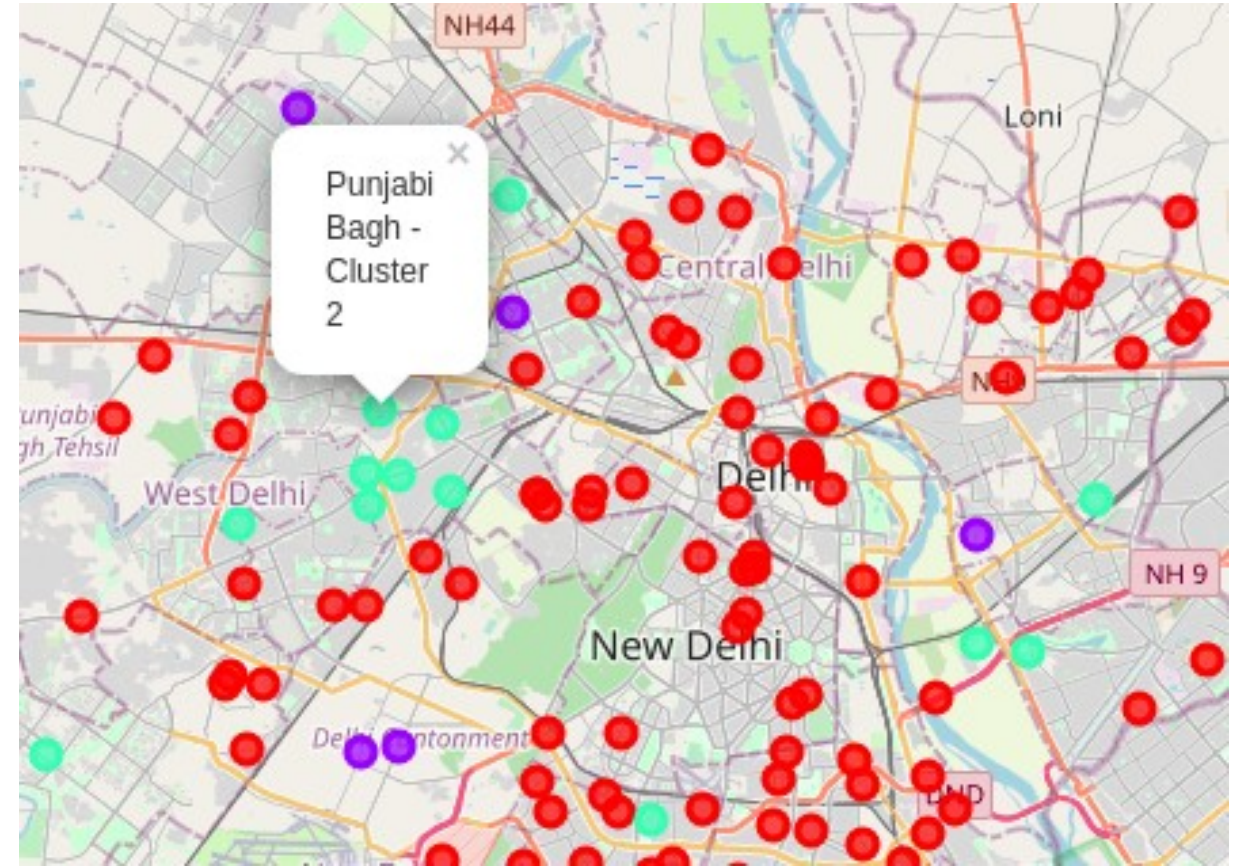 NH44
Loni
×
Punjabi
Bagh -
Cluster
2
Central Delhi
unjabi
gh Tehsil
West Delhi
Delhi
NH 9
New Delhi
Delhi Cantonment
DND